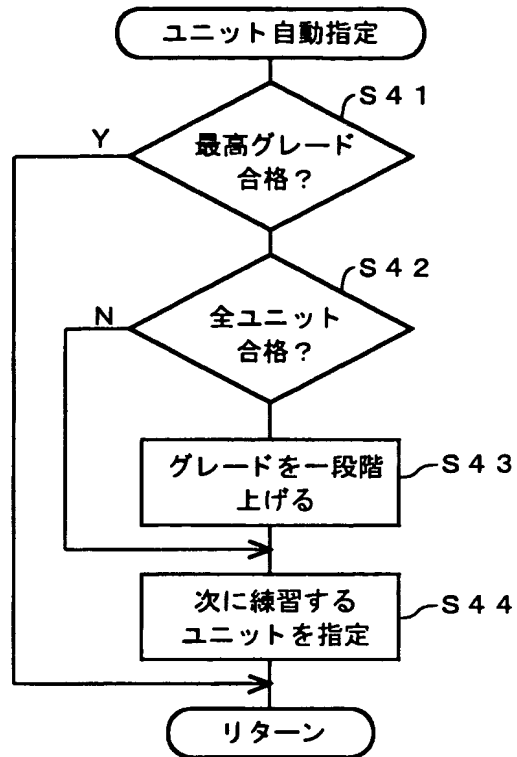 ユニット自動指定
S41
Y
最高グレード
合格？
S42
N
全ユニット
合格？
S43
グレードを一段階
上げる
S44
次に練習する
ユニットを指定
リターン